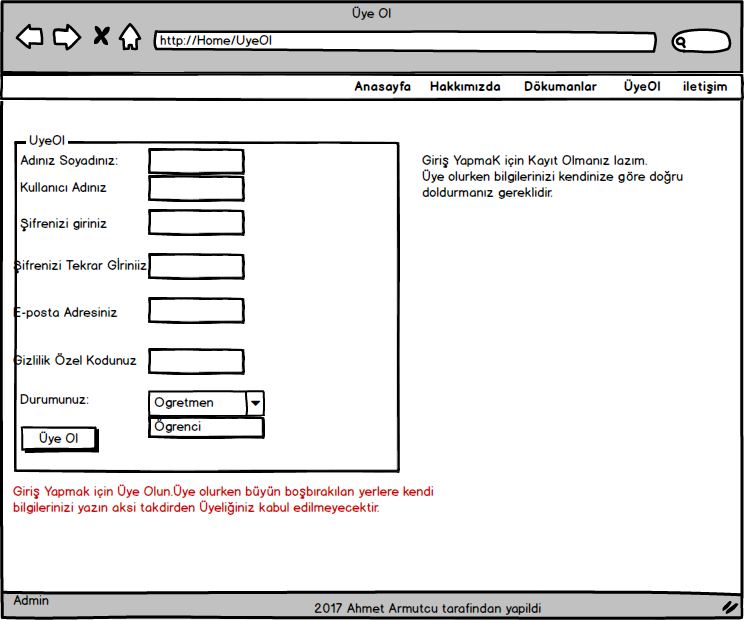 Üye Ol
http://Home/UyeOl
Anasayfa Hakkımızda Dökumanlar ÜyeOl iletişim
UyeOl
Adınız Soyadınız:
Kullanıcı Adınız
Şifrenizi giriniz
Şifrenizi Tekrar Gİriniiz
E-posta Adresiniz
Gizlilik Özel Kodunuz
Durumunuz:
Ogretmen
Ögrenci
Üye Ol
Giriş YapmaK için Kayıt Olmanız lazım.
Üye olurken bilgilerinizi kendinize göre doğru
doldurmanız gereklidir.
Giriş Yapmak için Üye Olun.Üye olurken büyün boşbırakılan yerlere kendi
bilgilerinizi yazın aksi takdirden Üyeliğiniz kabul edilmeyecektir.
Admin
2017 Ahmet Armutcu tarafindan yapildi